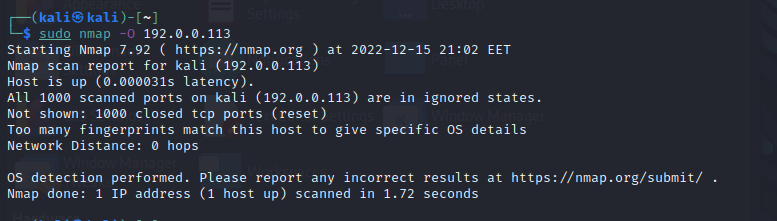 Appearance
Settings
Desktop
┌──(kali㉿kali)-[~]
└─$ sudo nmap -O 192.0.0.113
Starting Nmap 7.92 ( https://nmap.org ) at 2022-12-15 21:02 EET
Nmap scan report for kali (192.0.0.113)
Host is up (0.000031s latency).
All 1000 scanned ports on kali (192.0.0.113) are in ignored states.
Not shown: 1000 closed tcp ports (reset)
Too many fingerprints match this host to give specific OS details
Network Distance: 0 hops
OS detection performed. Please report any incorrect results at https://nmap.org/submit/ .
Nmap done: 1 IP address (1 host up) scanned in 1.72 seconds